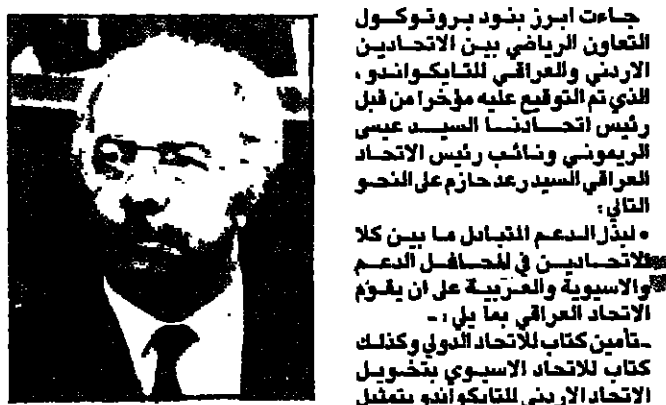 جاءت ابرز بنود بروتوكول
التعاون الرياضي بين الاتحادين
الاردني والعراقي للتايكواندو ،
الذي تم التوقيع عليه مؤخرا من قبل
رئيس اتحادنا السيد عيسى
الريموني ونائب رئيس الاتحاد
العراقي السيد رعد حازم على النحو
التالي :
• لبذل الدعم المتبادل ما بين كلا
الاتحادين في المحافل الدعم
والاسيوية والعربية على ان يقوم
الاتحاد العراقي بما يلي : -
-تأمين كتاب للاتحاد الدولي وكذلك
كتاب للاتحاد الاسيوي بتخويل
الاتحاد الاردني للتايكواندو بتمثيل